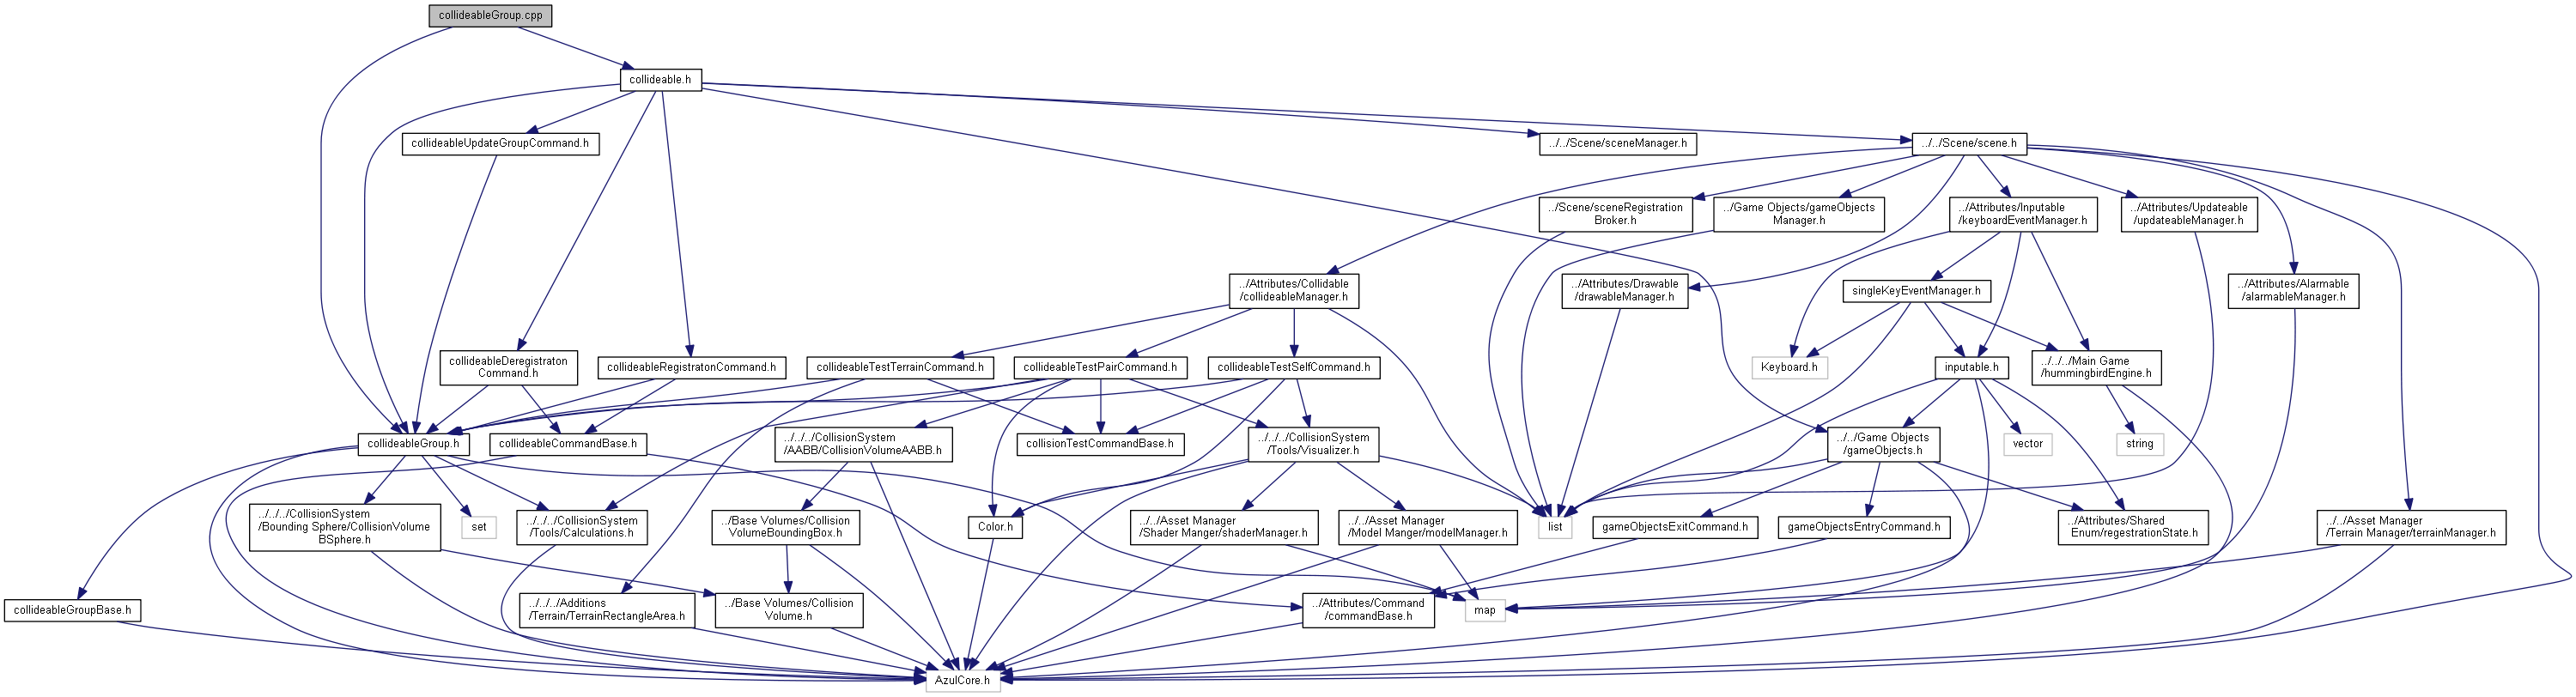 collideableGroup.cpp
collideable.h
collideableUpdateGroupCommand.h
../../Scene/sceneManager.h
../../Scene/scene.h
../Scene/sceneRegistration
Broker.h
../Game Objects/gameObjects
Manager.h
../Attributes/Inputable
/keyboardEventManager.h
../Attributes/Updateable
/updateableManager.h
../Attributes/Collidable
/collideableManager.h
../Attributes/Drawable
/drawableManager.h
singleKeyEventManager.h
../Attributes/Alarmable
/alarmableManager.h
collideableDeregistraton
Command.h
collideableRegistratonCommand.h
collideableTestTerrainCommand.h
collideableTestPairCommand.h
collideableTestSelfCommand.h
Keyboard.h
inputable.h
../../../Main Game
/hummingbirdEngine.h
collideableGroup.h
collideableCommandBase.h
../../../CollisionSystem
/AABB/CollisionVolumeAABB.h
collisionTestCommandBase.h
../../../CollisionSystem
/Tools/Visualizer.h
../../Game Objects
/gameObjects.h
vector
string
../../../CollisionSystem
/Bounding Sphere/CollisionVolume
BSphere.h
set
../../../CollisionSystem
/Tools/Calculations.h
../Base Volumes/Collision
VolumeBoundingBox.h
Color.h
../../Asset Manager
/Shader Manger/shaderManager.h
../../Asset Manager
/Model Manger/modelManager.h
list
gameObjectsExitCommand.h
gameObjectsEntryCommand.h
../Attributes/Shared
Enum/regestrationState.h
../../Asset Manager
/Terrain Manager/terrainManager.h
collideableGroupBase.h
../../../Additions
/Terrain/TerrainRectangleArea.h
../Base Volumes/Collision
Volume.h
../Attributes/Command
/commandBase.h
map
AzulCore.h